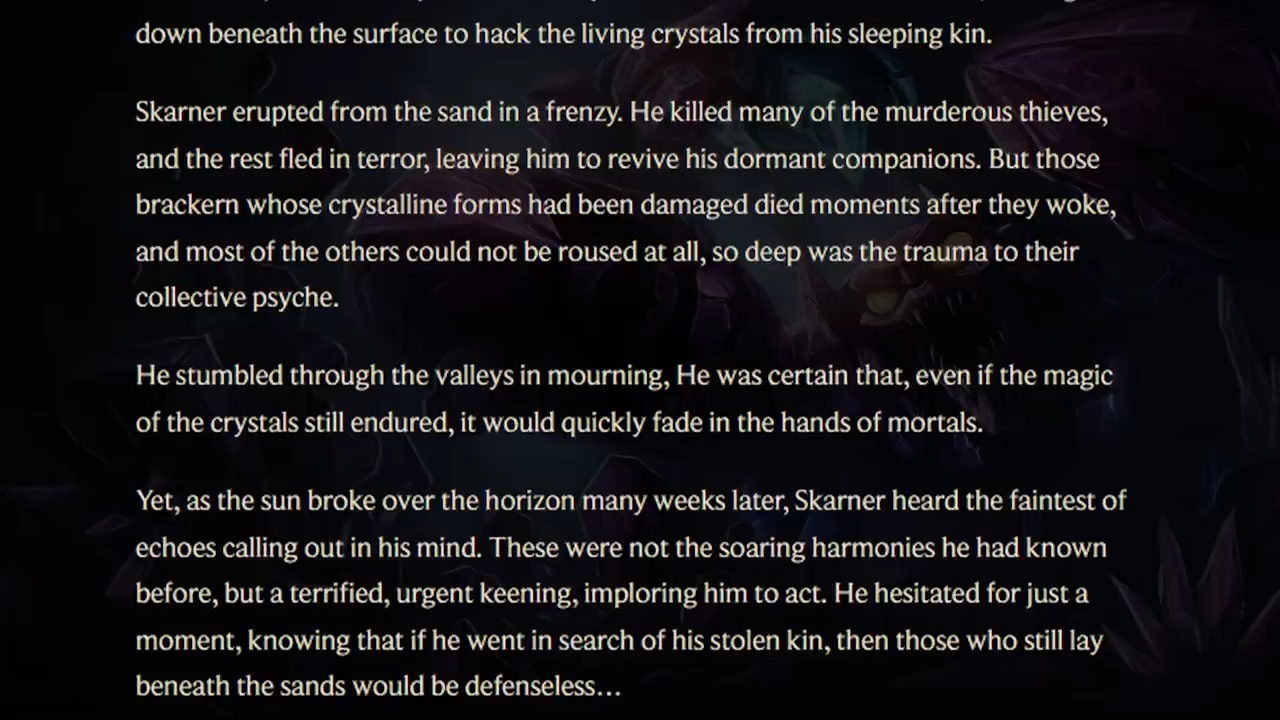 down beneath the surface to hack the living crystals from his sleeping kin.
Skarner erupted from the sand in a frenzy. He killed many of the murderous thieves,
and the rest fled in terror, leaving him to revive his dormant companions. But those
brackern whose crystalline forms had been damaged died moments after they woke,
and most of the others could not be roused at all, so deep was the trauma to their
collective psyche.
He stumbled through the valleys in mourning, He was certain that, even if the magic
of the crystals still endured, it would quickly fade in the hands of mortals.
Yet, as the sun broke over the horizon many weeks later, Skarner heard the faintest of
echoes calling out in his mind. These were not the soaring harmonies he had known
before, but a terrified, urgent keening, imploring him to act. He hesitated for just a
moment, knowing that if he went in search of his stolen kin, then those who still lay
beneath the sands would be defenseless…